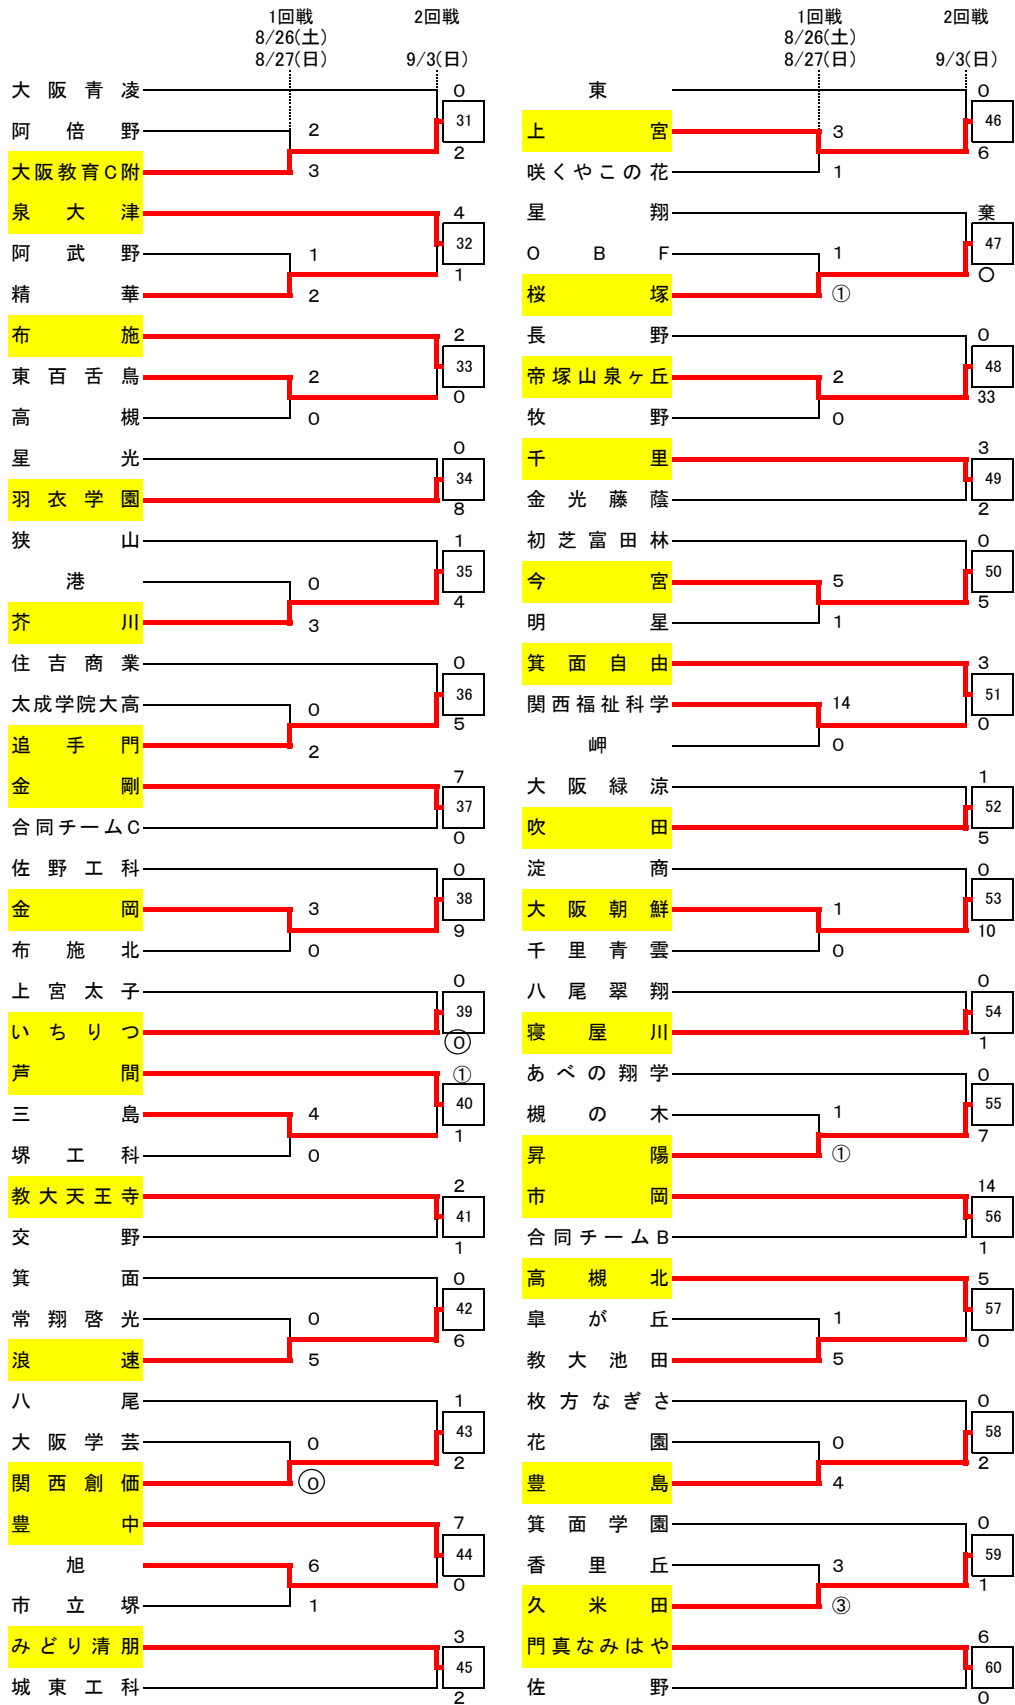 1回戦 2回戦
8/26(土)
8/27(日) 9/3(日)
大阪青凌 0
31
阿倍野 2
2
大阪教育C附 3
泉大津 4
32
阿武野 1
1
精華 2
布施 2
33
東百舌鳥 2
0
高槻 0
星光 0
34
羽衣学園 8
狭山 1
35
港 0
4
芥川 3
住吉商業 0
36
太成学院大高 0
5
追手門 2
金剛 7
37
合同チームC 0
佐野工科 0
38
金岡 3
9
布施北 0
上宮太子 0
39
いちりつ ⓪
芦間 ①
40
三島 4
1
堺工科 0
教大天王寺 2
41
交野 1
箕面 0
42
常翔啓光 0
6
浪速 5
八尾 1
43
大阪学芸 0
2
関西創価 ⓪
豊中 7
44
旭 6
0
市立堺 1
みどり清朋 3
45
城東工科 2
1回戦 2回戦
8/26(土)
8/27(日) 9/3(日)
東 0
46
上宮 3
6
咲くやこの花 1
星翔 棄
47
OBF 1
○
桜塚 ①
長野 0
48
帝塚山泉ヶ丘 2
33
牧野 0
千里 3
49
金光藤蔭 2
初芝富田林 0
50
今宮 5
5
明星 1
箕面自由 3
51
関西福祉科学 14
0
岬 0
大阪緑涼 1
52
吹田 5
淀商 0
53
大阪朝鮮 1
10
千里青雲 0
八尾翠翔 0
54
寝屋川 1
あべの翔学 0
55
槻の木 1
7
昇陽 ①
市岡 14
56
合同チームB 1
高槻北 5
57
皐が丘 1
0
教大池田 5
枚方なぎさ 0
58
花園 0
2
豊島 4
箕面学園 0
59
香里丘 3
1
久米田 ③
門真なみはや 6
60
佐野 0